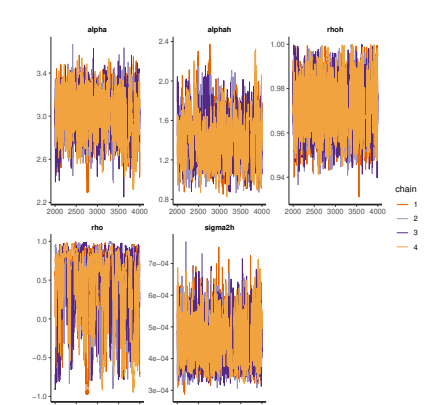 alpha
alphah
rhoh
3.4
3.0
2.6
2.2
2.4
2.0
1.6
1.2
0.8
1.00
0.98
0.96
0.94
2000 2500 3000 3500 4000
2000 2500 3000 3500 4000
2000 2500 3000 3500 4000
chain
1
2
3
4
rho
sigma2h
1.0
0.5
0.0
−0.5
−1.0
7e−04
6e−04
5e−04
4e−04
3e−04